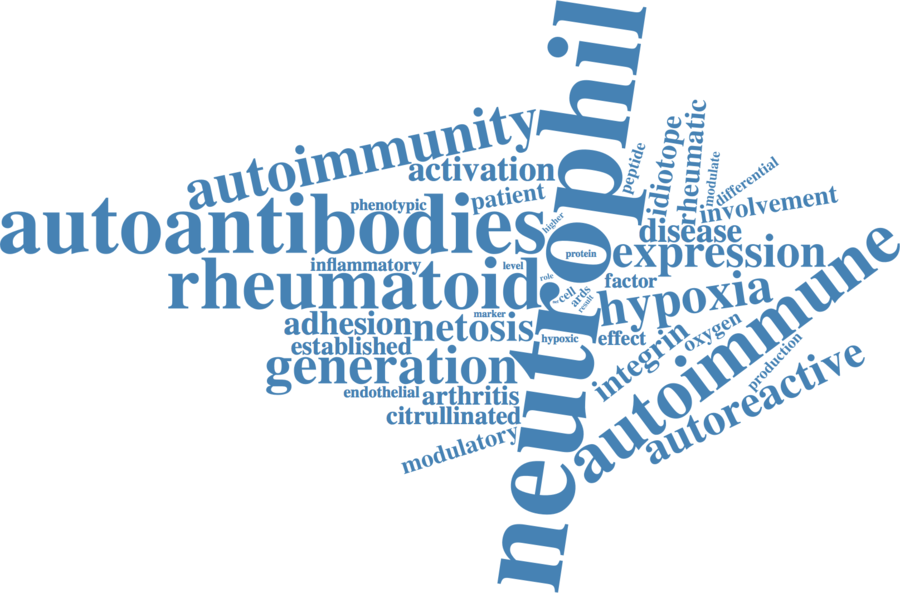 neutrophil
autoimmunity
activation
peptide
idiotope
rheumatic
modulate
differential
phenotypic
patient
higher
involvement
autoantibodies
disease
protein
expression
inflammatory
level
rheumatoid
role
cell
ards
result
factor
hypoxia
autoimmune
marker
adhesion
netosis
hypoxic
effect
integrin
oxygen
established
generation
production
autoreactive
endothelial
arthritis
citrullinated
modulatory